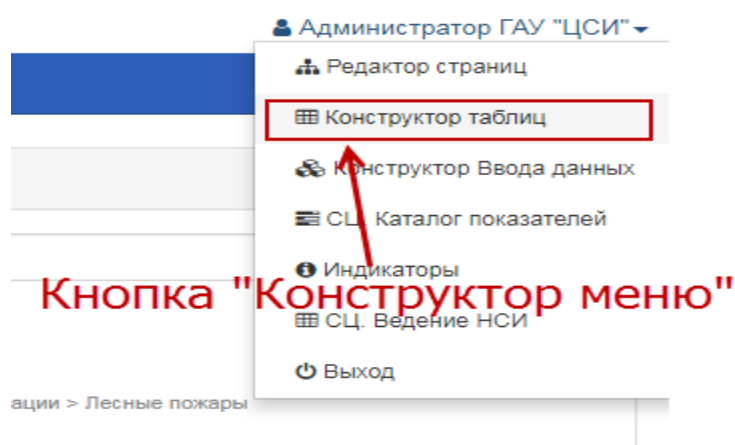 Администратор ГАУ "ЦСИ"
Редактор страниц
Конструктор таблиц
Конструктор Ввода данных
СЦ. Каталог показателей
Индикаторы
Кнопка "Конструктор меню"
СЦ. Ведение НСИ
Выход
ации > Лесные пожары